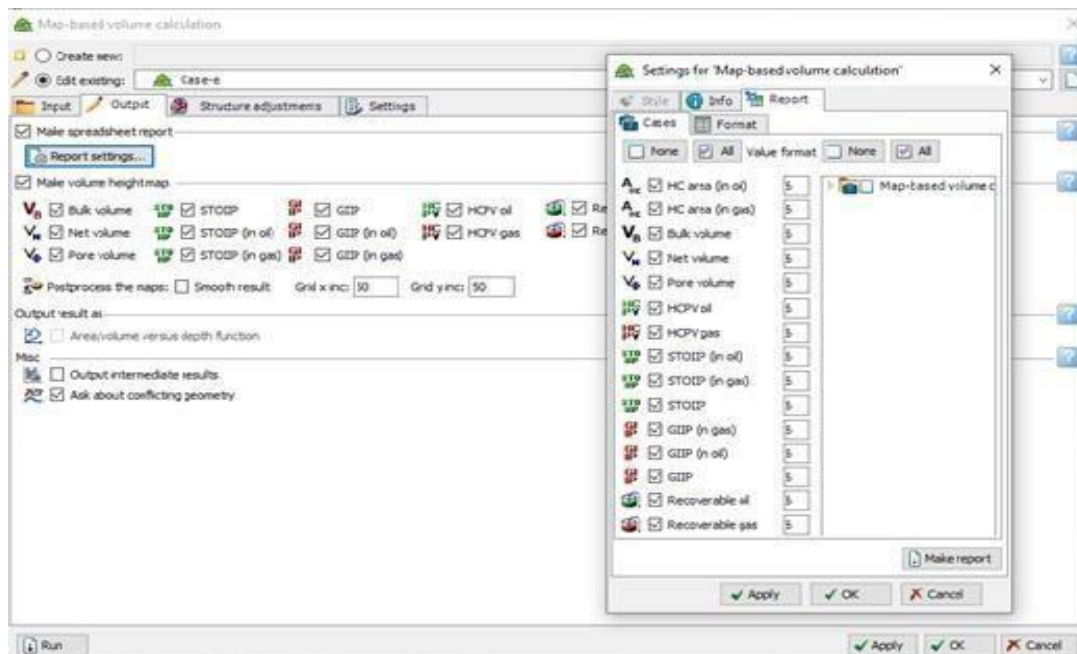 Map-based volume calculation
Create new:
Edit existing: Case-e
Input Output Structure adjustments Settings
Make spreadsheet report
Report settings...
Make volume height map
Bulk volume STOIIP GIIP HCPV oil Re
Net volume STOIIP (in oil) GIIP (in oil) HCPV gas Re
Pore volume STOIIP (in gas) GIIP (in gas)
Postprocess the maps: Smooth result Grid x inc: 50 Grid y inc: 50
Output result as
Area/volume versus depth function
Misc
Output intermediate results
Ask about conflicting geometry
Run Apply OK Cancel
Settings for 'Map-based volume calculation'
Style Info Report
Cases Format
None All Value format None All
HC area (in oil) 5 Map-based volume c
HC area (in gas) 5
Bulk volume 5
Net volume 5
Pore volume 5
HCPV oil 5
HCPV gas 5
STOIIP (in oil) 5
STOIIP (in gas) 5
STOIIP 5
GIIP (in gas) 5
GIIP (in oil) 5
GIIP 5
Recoverable oil 5
Recoverable gas 5
Make report
Apply OK Cancel